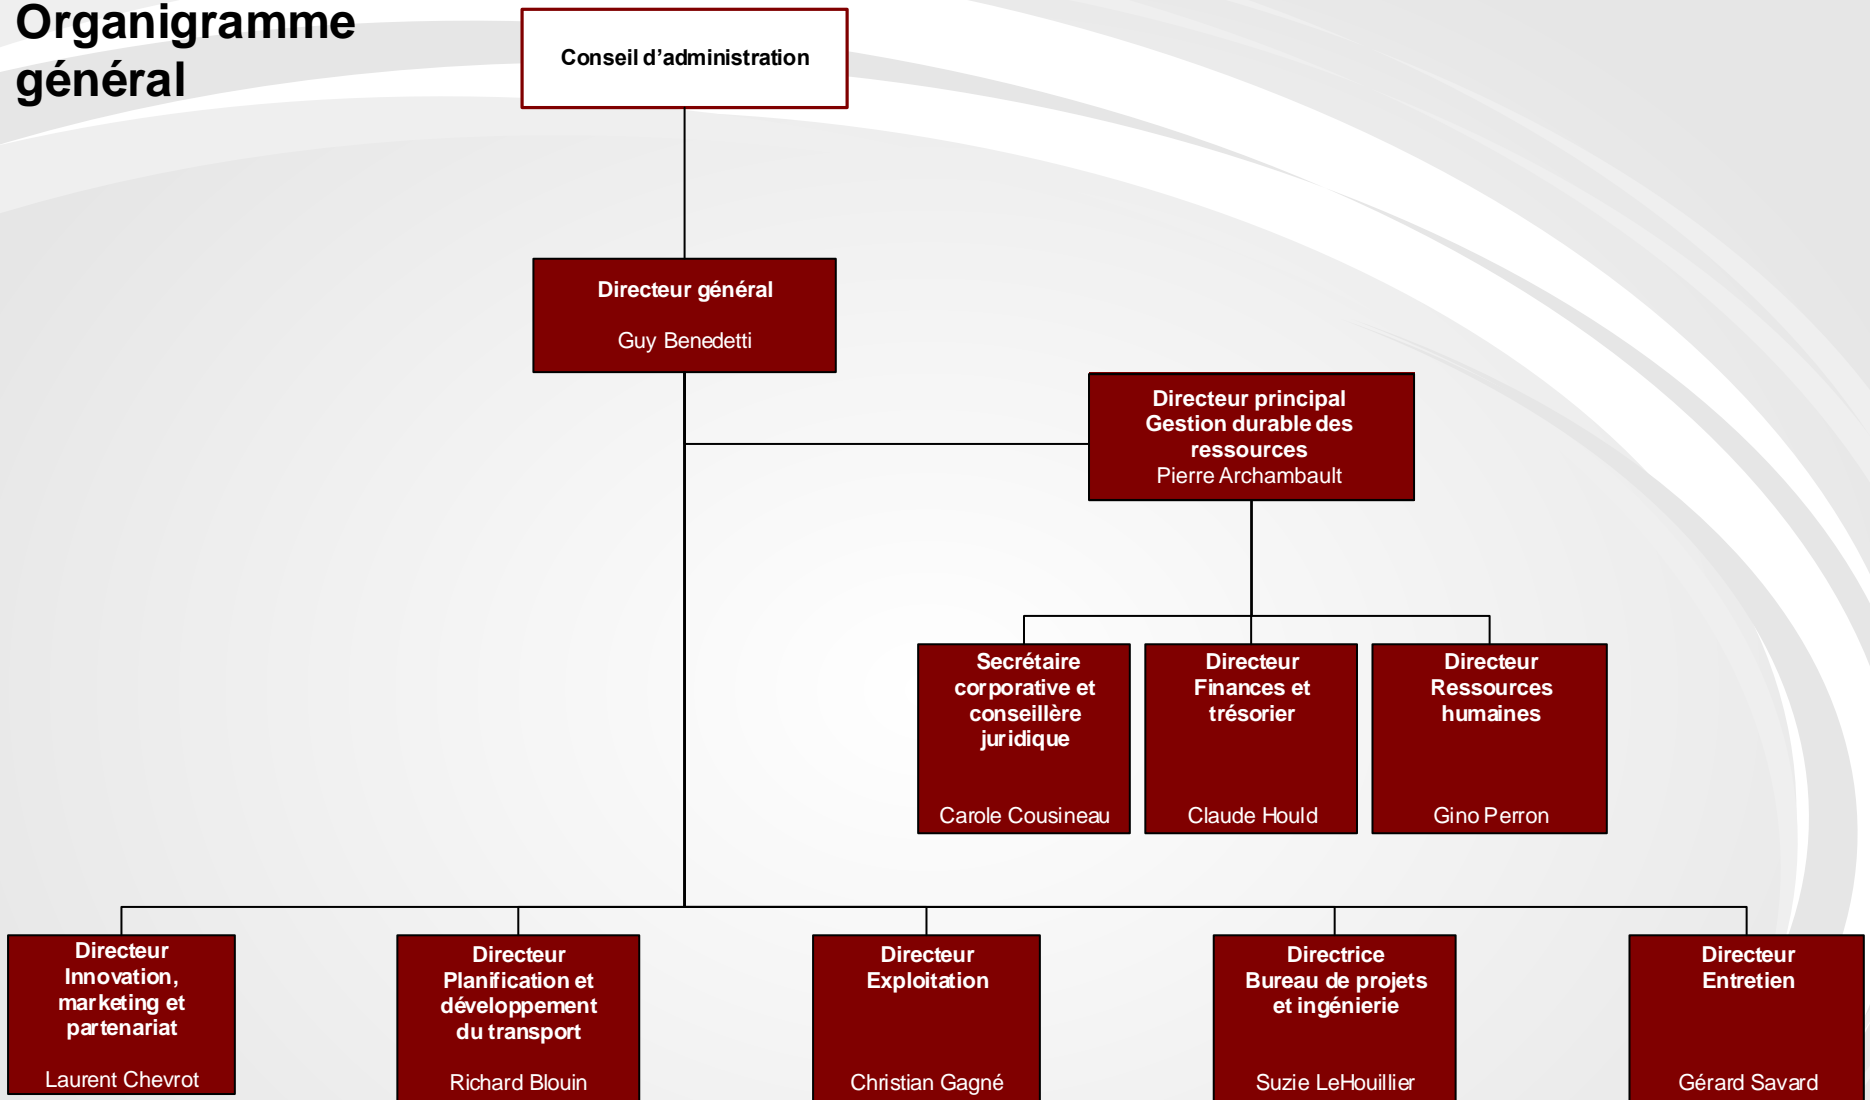 Organigramme
général
Conseil d’administration
Directeur général
Guy Benedetti
Directeur principal
Gestion durable des
ressources
Pierre Archambault
Secrétaire
corporative et
conseillère
juridique
Carole Cousineau
Directeur
Finances et
trésorier
Claude Hould
Directeur
Ressources
humaines
Gino Perron
Directeur
Innovation,
marketing et
partenariat
Laurent Chevrot
Directeur
Planification et
développement
du transport
Richard Blouin
Directeur
Exploitation
Christian Gagné
Directrice
Bureau de projets
et ingénierie
Suzie LeHouillier
Directeur
Entretien
Gérard Savard